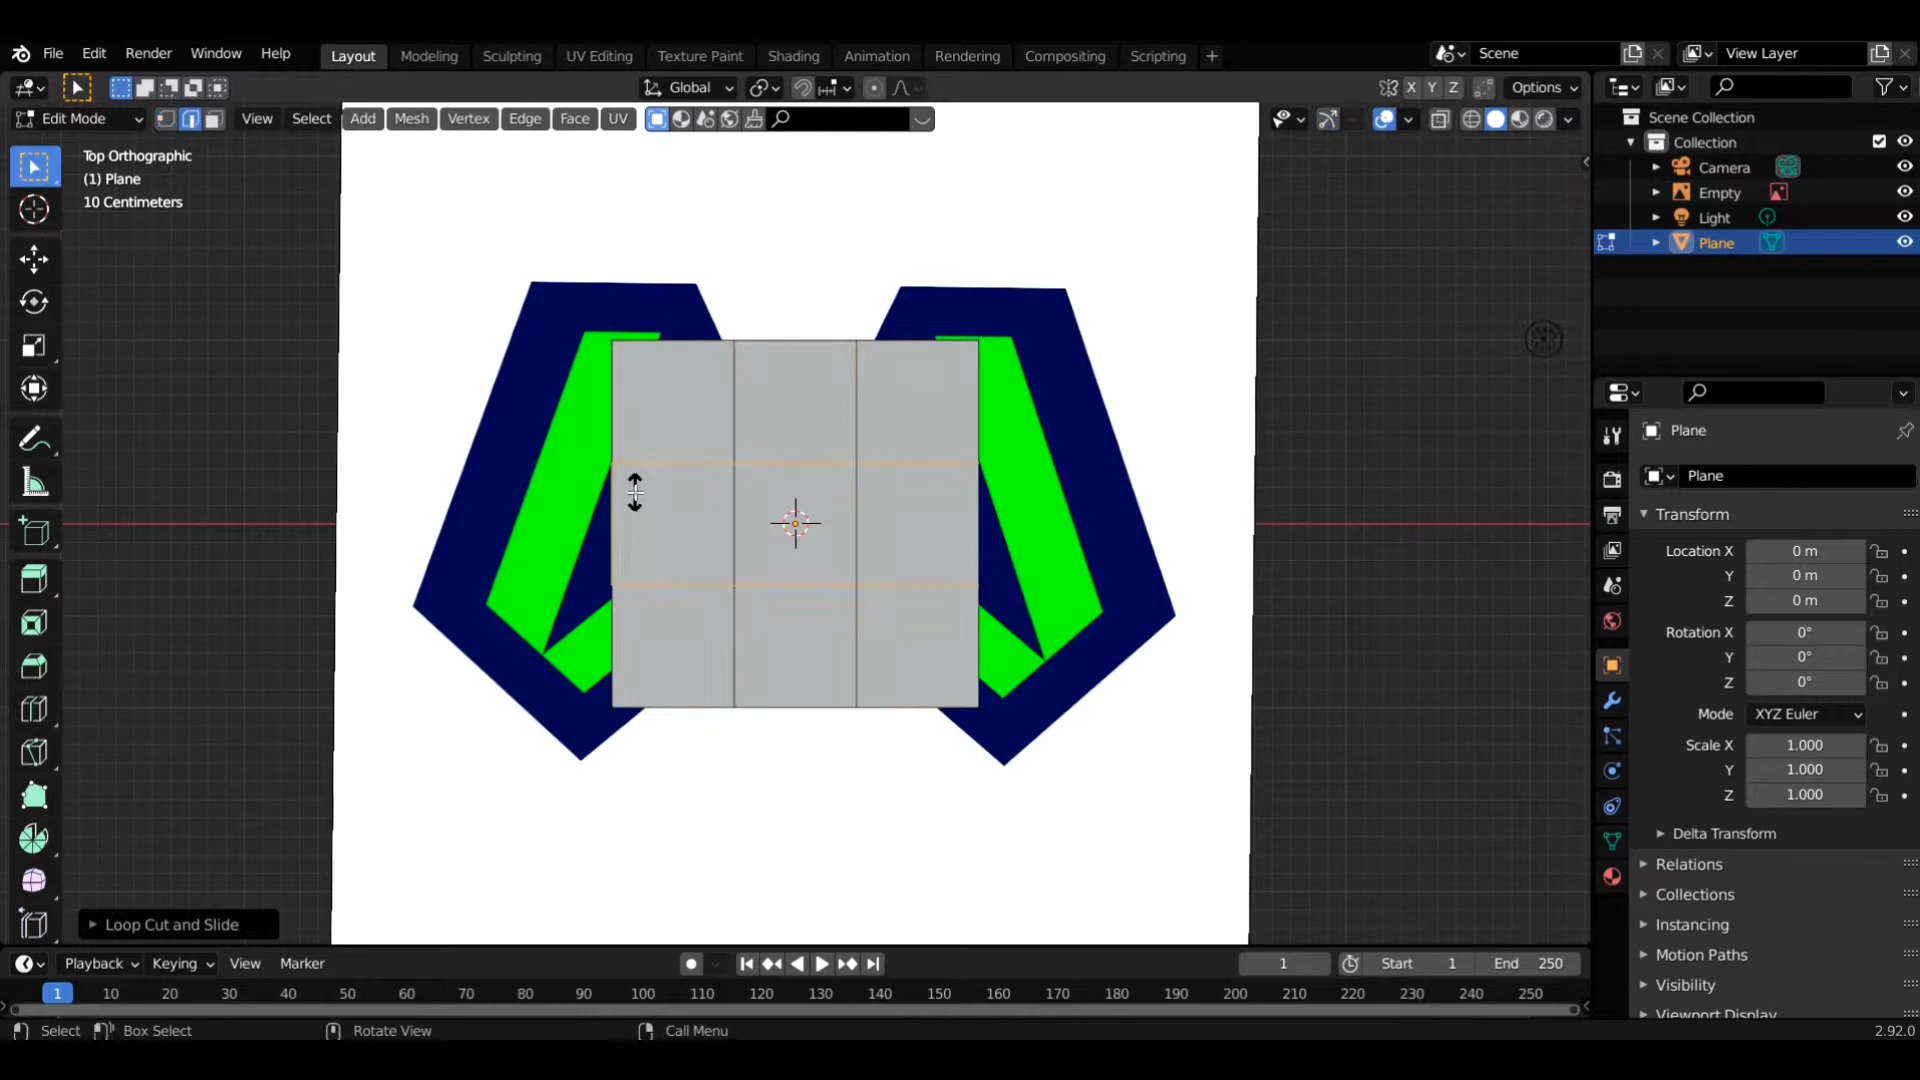 File Edit Render Window Help Layout Modeling Sculpting UV Editing Texture Paint Shading Animation Rendering Compositing Scripting + Scene View Layer
Global X Y Z Options
Edit Mode View Select Add Mesh Vertex Edge Face UV
Top Orthographic
(1) Plane
10 Centimeters
Scene Collection
Collection
Camera
Empty
Light
Plane
Plane
Plane
Transform
Location X 0 m
Y 0 m
Z 0 m
Rotation X 0°
Y 0°
Z 0°
Mode XYZ Euler
Scale X 1.000
Y 1.000
Z 1.000
Delta Transform
Relations
Collections
Instancing
Motion Paths
Visibility
Viewport Display
Loop Cut and Slide
Playback Keying View Marker 1 Start 1 End 250
1 10 20 30 40 50 60 70 80 90 100 110 120 130 140 150 160 170 180 190 200 210 220 230 240 250
Select Box Select Rotate View Call Menu 2.92.0